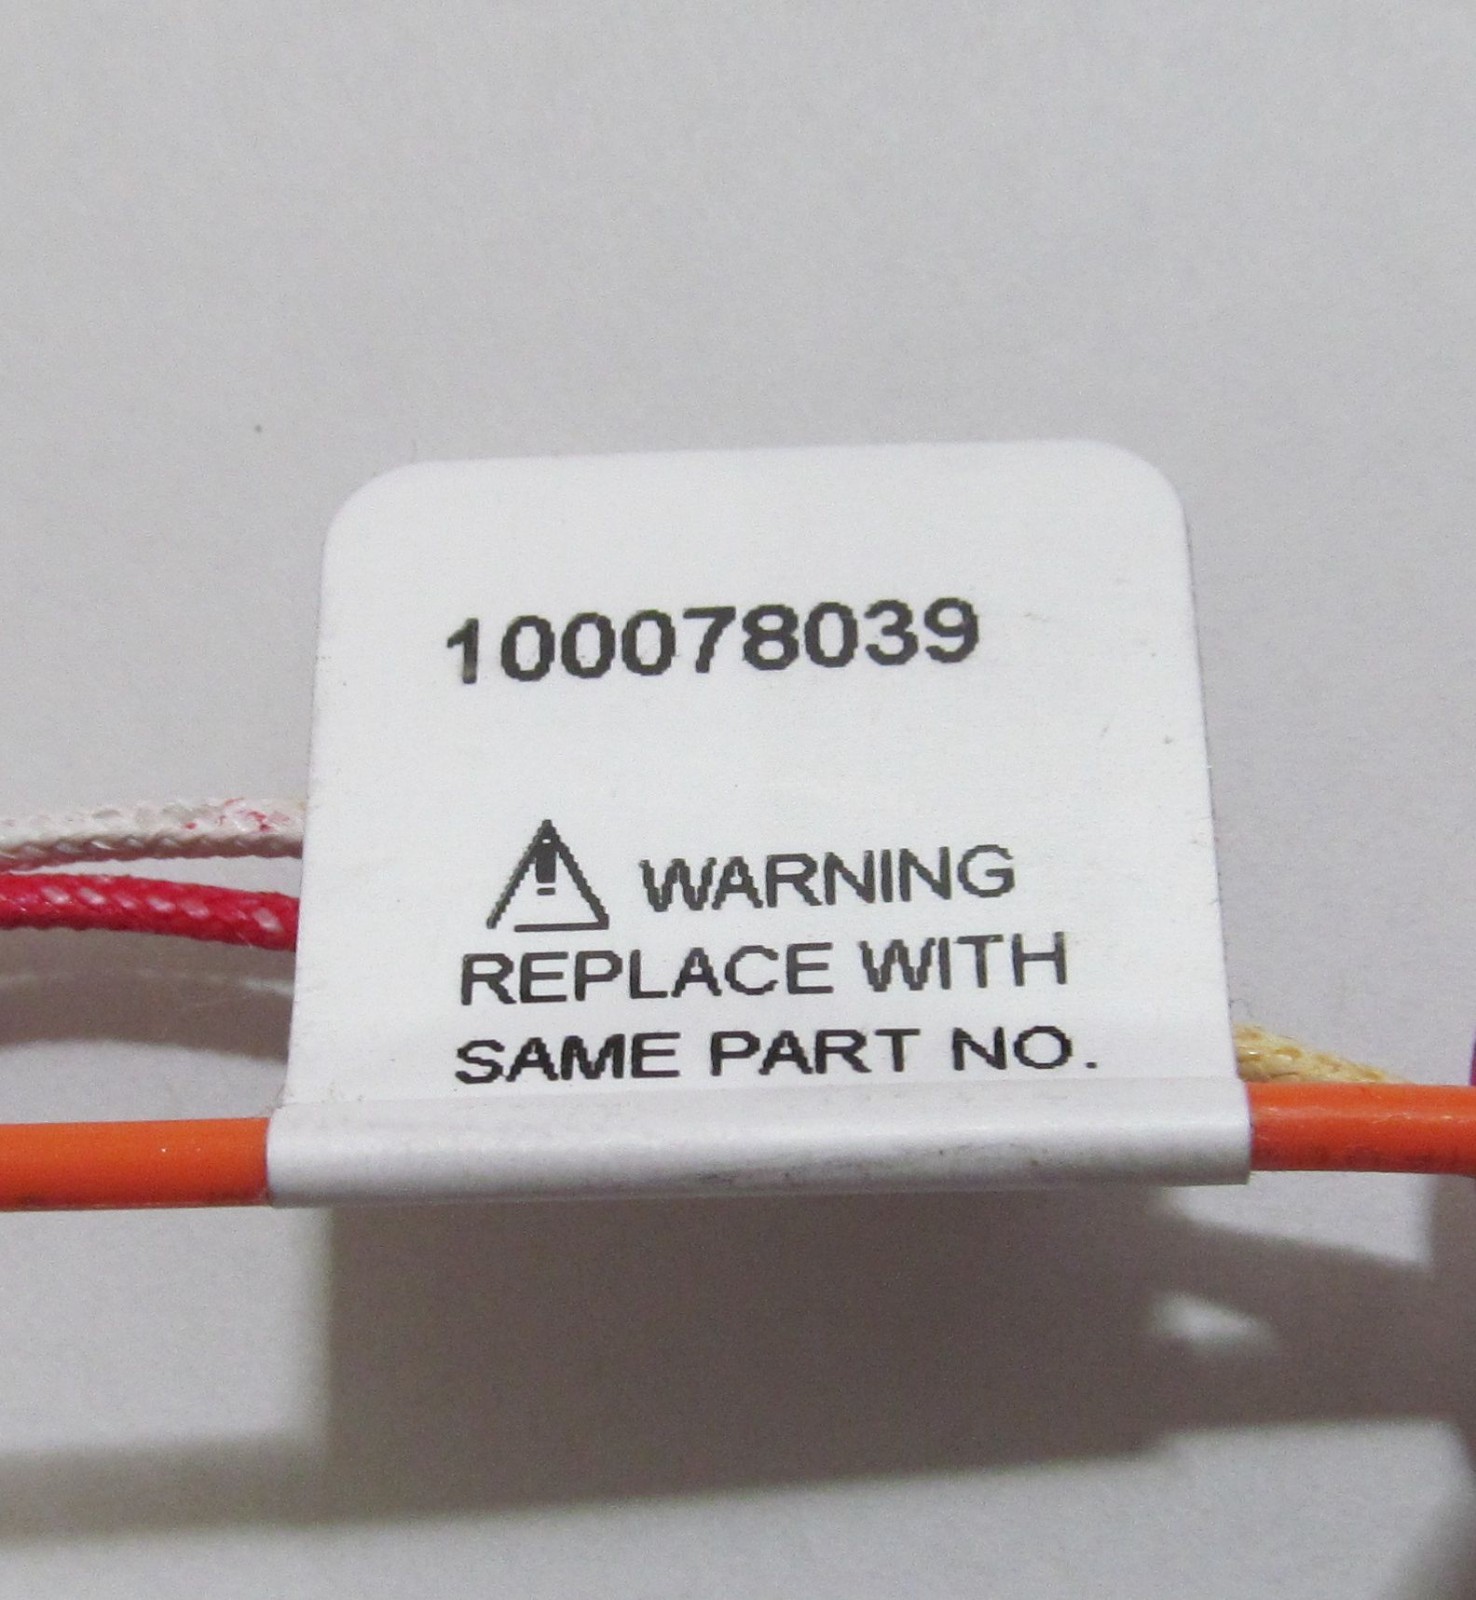 100078039
WARNING
REPLACE WITH
SAME PART NO.